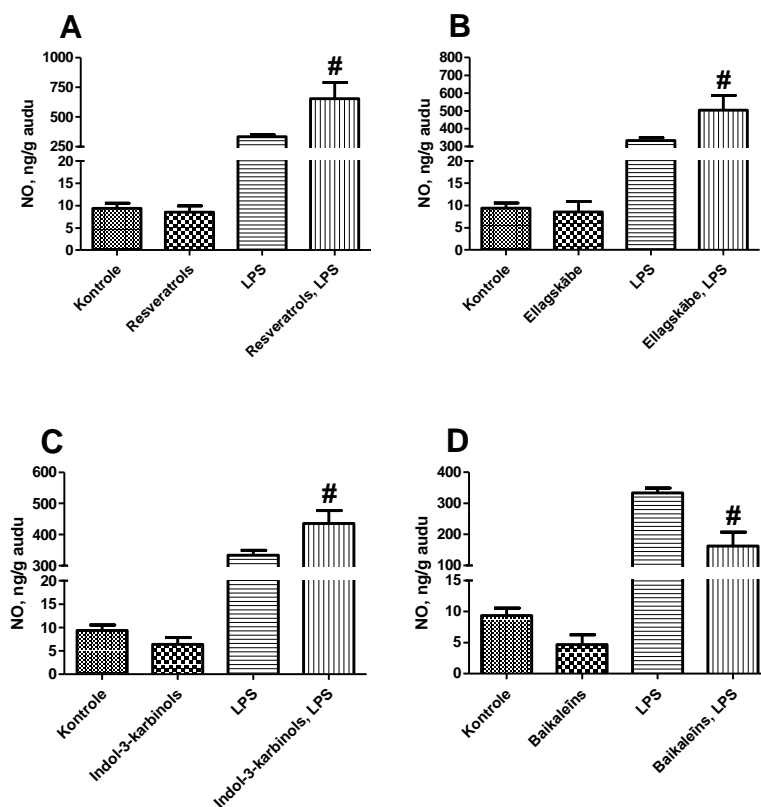 A
NO, ng/g audu
1000
750
500
250
20
15
10
5
0
#
Kontrole
Resveratrols
LPS
Resveratrols, LPS
B
NO, ng/g audu
800
700
600
500
400
300
20
15
10
5
0
#
Kontrole
Ellagskābe
LPS
Ellagskābe, LPS
C
NO, ng/g audu
600
500
400
300
20
15
10
5
0
#
Kontrole
Indol-3-karbinols
LPS
Indol-3-karbinols, LPS
D
NO, ng/g audu
400
300
200
100
15
10
5
0
#
Kontrole
Baikaleīns
LPS
Baikaleīns, LPS